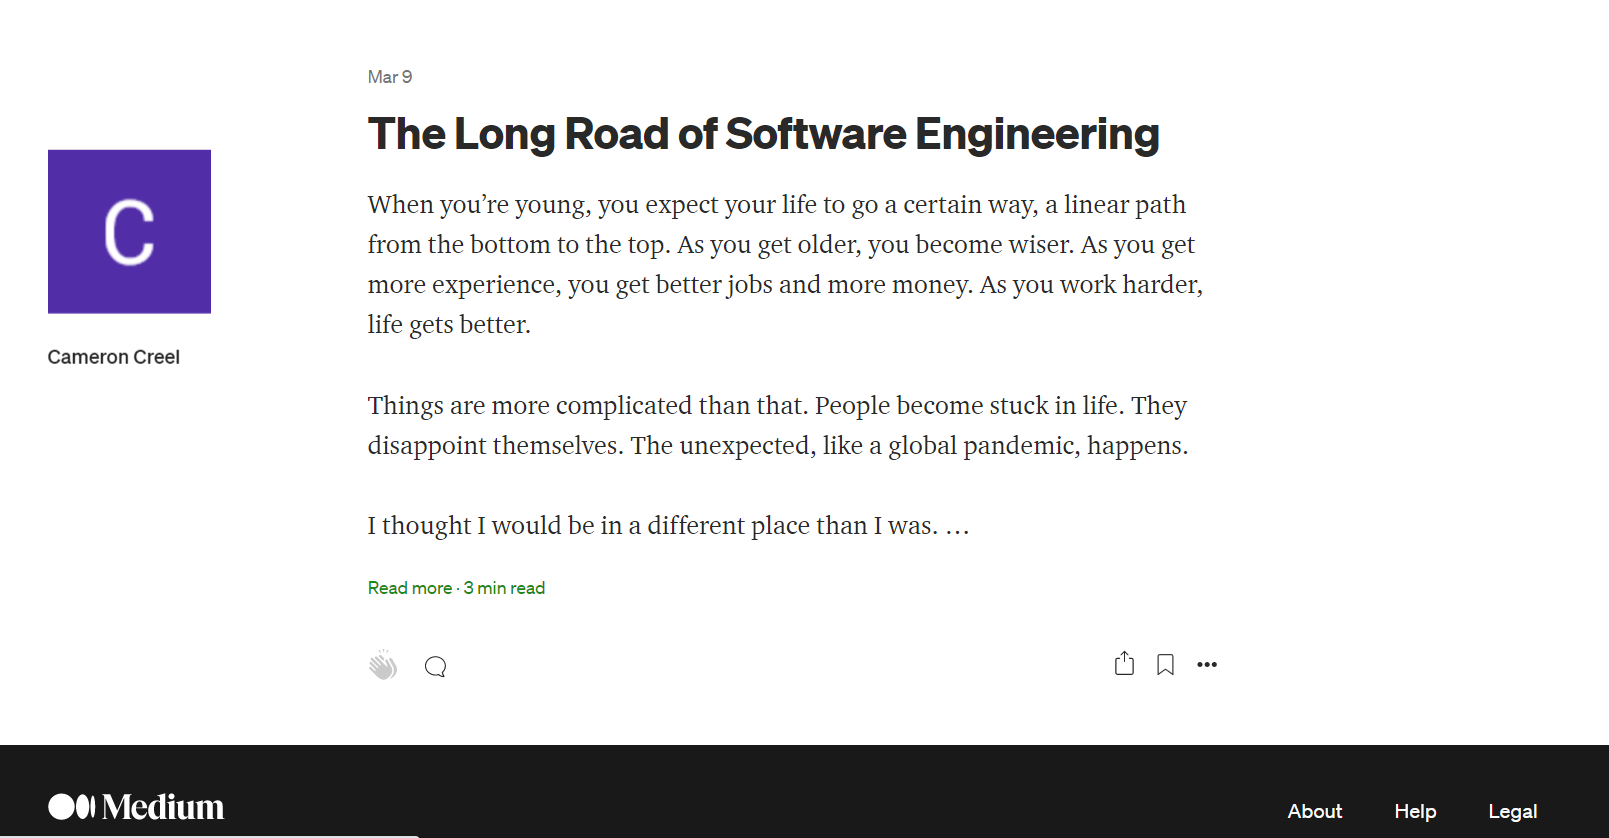 Mar 9
The Long Road of Software Engineering
C
When you’re young, you expect your life to go a certain way, a linear path
from the bottom to the top. As you get older, you become wiser. As you get
more experience, you get better jobs and more money. As you work harder,
life gets better.
Cameron Creel
Things are more complicated than that. People become stuck in life. They
disappoint themselves. The unexpected, like a global pandemic, happens.
I thought I would be in a different place than I was. …
Read more · 3 min read
Medium
About Help Legal